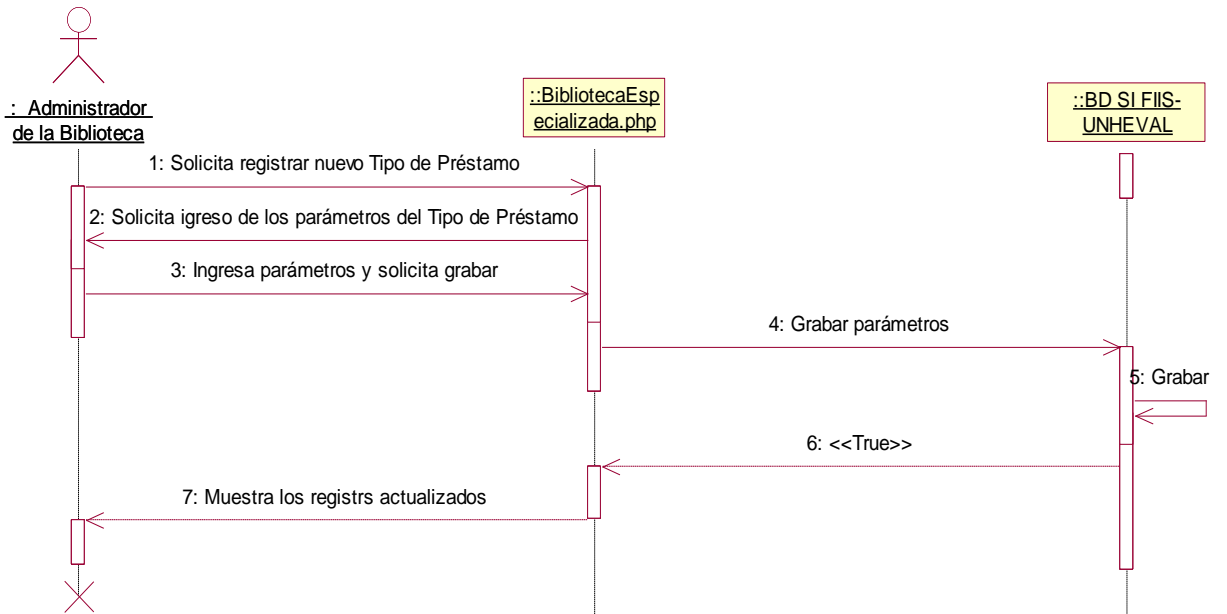 : Administrador
de la Biblioteca
::BibliotecaEsp
ecializada.php
::BD SI FIIS-
UNHEVAL
1: Solicita registrar nuevo Tipo de Préstamo
2: Solicita igreso de los parámetros del Tipo de Préstamo
3: Ingresa parámetros y solicita grabar
4: Grabar parámetros
5: Grabar
6: <<True>>
7: Muestra los registrs actualizados